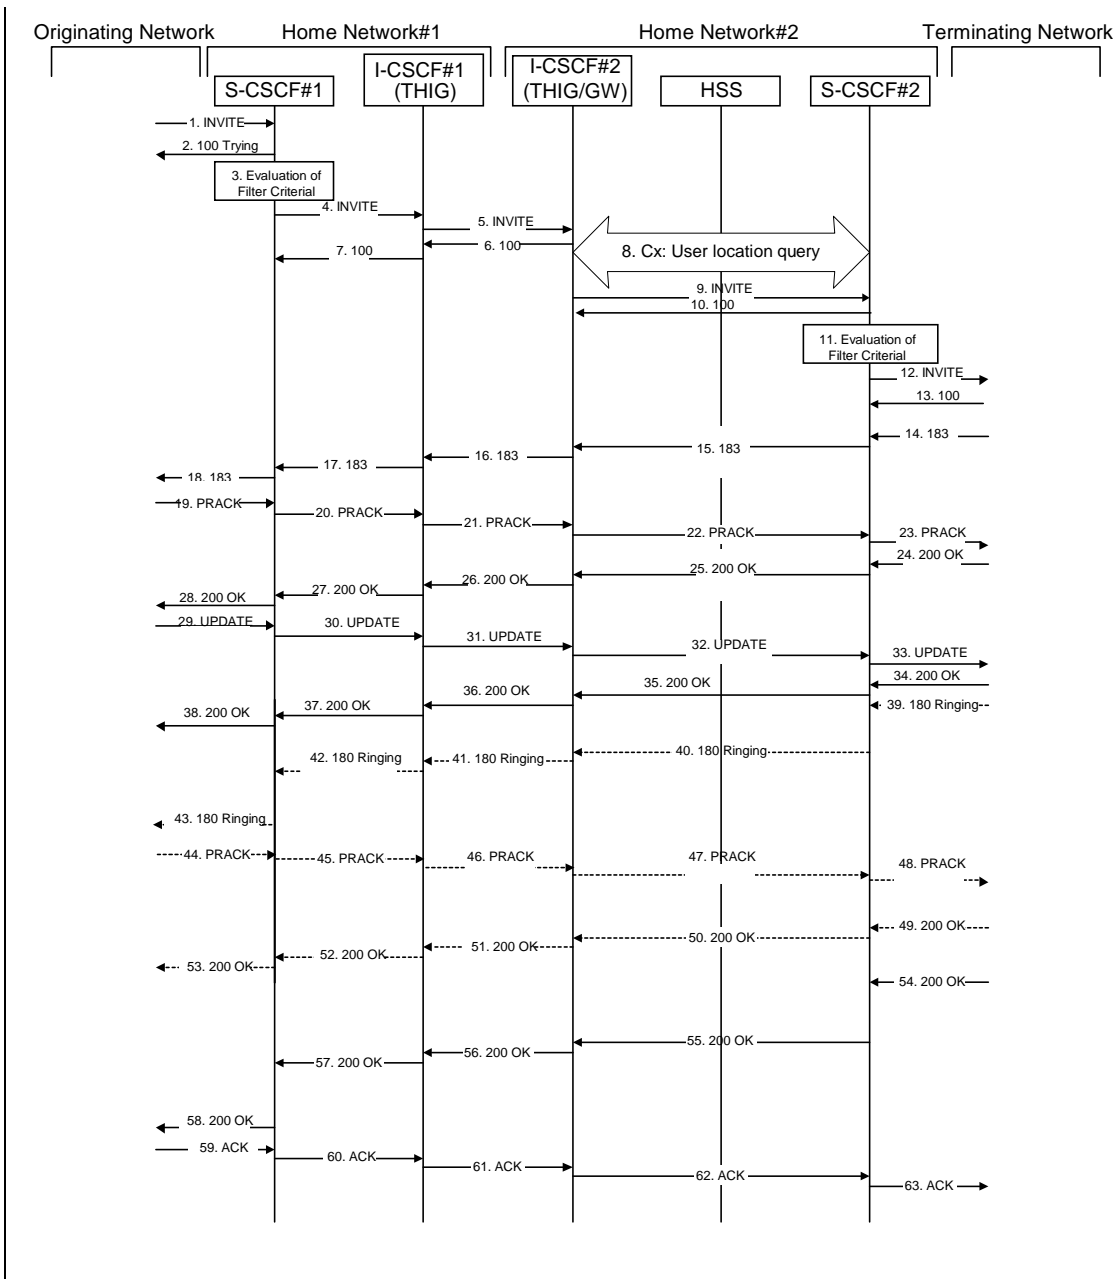 Originating Network
Home Network#1
Home Network#2
Terminating Network
S-CSCF#1
I-CSCF#1
(THIG)
I-CSCF#2
(THIG/GW)
HSS
S-CSCF#2
1. INVITE
2. 100 Trying
3. Evaluation of
Filter Criterial
4. INVITE
5. INVITE
6. 100
7. 100
8. Cx: User location query
9. INVITE
10. 100
11. Evaluation of
Filter Criterial
12. INVITE
13. 100
14. 183
15. 183
16. 183
17. 183
18. 183
19. PRACK
20. PRACK
21. PRACK
22. PRACK
23. PRACK
24. 200 OK
25. 200 OK
26. 200 OK
27. 200 OK
28. 200 OK
29. UPDATE
30. UPDATE
31. UPDATE
32. UPDATE
33. UPDATE
34. 200 OK
35. 200 OK
36. 200 OK
37. 200 OK
38. 200 OK
39. 180 Ringing
40. 180 Ringing
41. 180 Ringing
42. 180 Ringing
43. 180 Ringing
44. PRACK
45. PRACK
46. PRACK
47. PRACK
48. PRACK
49. 200 OK
50. 200 OK
51. 200 OK
52. 200 OK
53. 200 OK
54. 200 OK
55. 200 OK
56. 200 OK
57. 200 OK
58. 200 OK
59. ACK
60. ACK
61. ACK
62. ACK
63. ACK